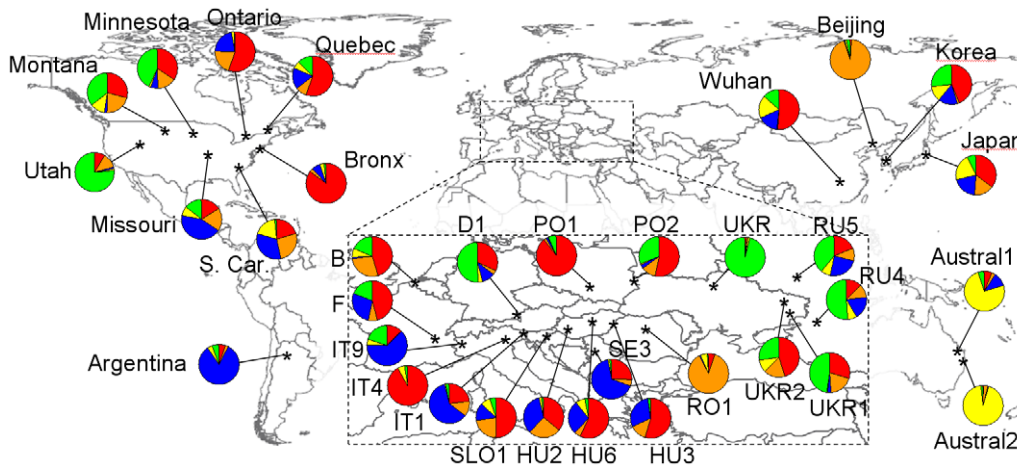 Minnesota
Ontario
Quebec
Montana
Utah
Missouri
S. Car.
Bronx
Argentina
Beijing
Wuhan
Korea
Japan
Austral1
Austral2
B
D1
PO1
PO2
UKR
RU5
RU4
F
IT9
IT4
IT1
SLO1
HU2
HU6
SE3
HU3
RO1
UKR2
UKR1